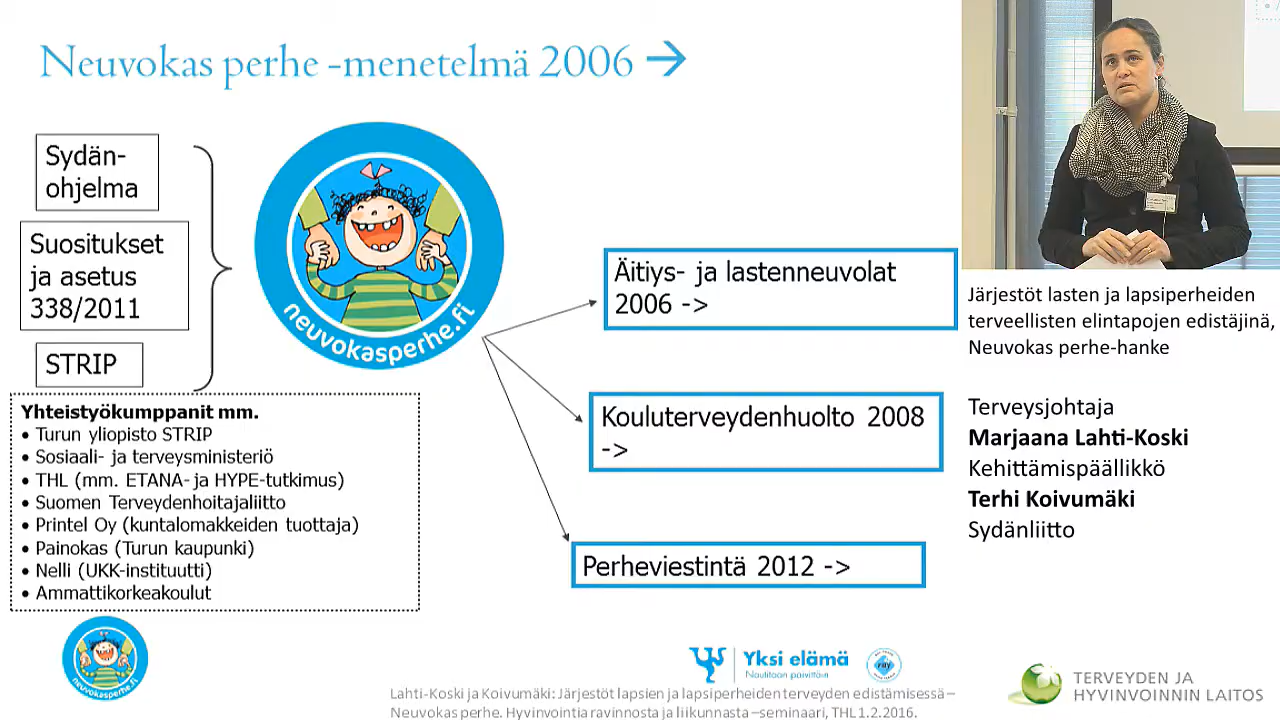 Neuvokas perhe -menetelmä 2006 →
Sydän-
ohjelma
Suositukset
ja asetus
338/2011
STRIP
neuvokasperhe.fi
Äitiys- ja lastenneuvolat
2006 ->
Kouluterveydenhuolto 2008
->
Perheviestintä 2012 ->
Yhteistyökumppanit mm.
• Turun yliopisto STRIP
• Sosiaali- ja terveysministeriö
• THL (mm. ETANA- ja HYPE-tutkimus)
• Suomen Terveydenhoitajaliitto
• Printel Oy (kuntalomakkeiden tuottaja)
• Painokas (Turun kaupunki)
• Nelli (UKK-instituutti)
• Ammattikorkeakoulut
neuvokasperhe.fi
Yksi elämä
Nautitaan päivittäin
Lahti-Koski ja Koivumäki: Järjestöt lapsien ja lapsiperheiden terveyden edistämisessä –
Neuvokas perhe. Hyvinvointia ravinnosta ja liikunnasta –seminaari, THL 1.2.2016.
Järjestöt lasten ja lapsiperheiden
terveellisten elintapojen edistäjinä,
Neuvokas perhe-hanke
Terveysjohtaja
Marjaana Lahti-Koski
Kehittämispäällikkö
Terhi Koivumäki
Sydänliitto
TERVEYDEN JA
HYVINVOINNIN LAITOS